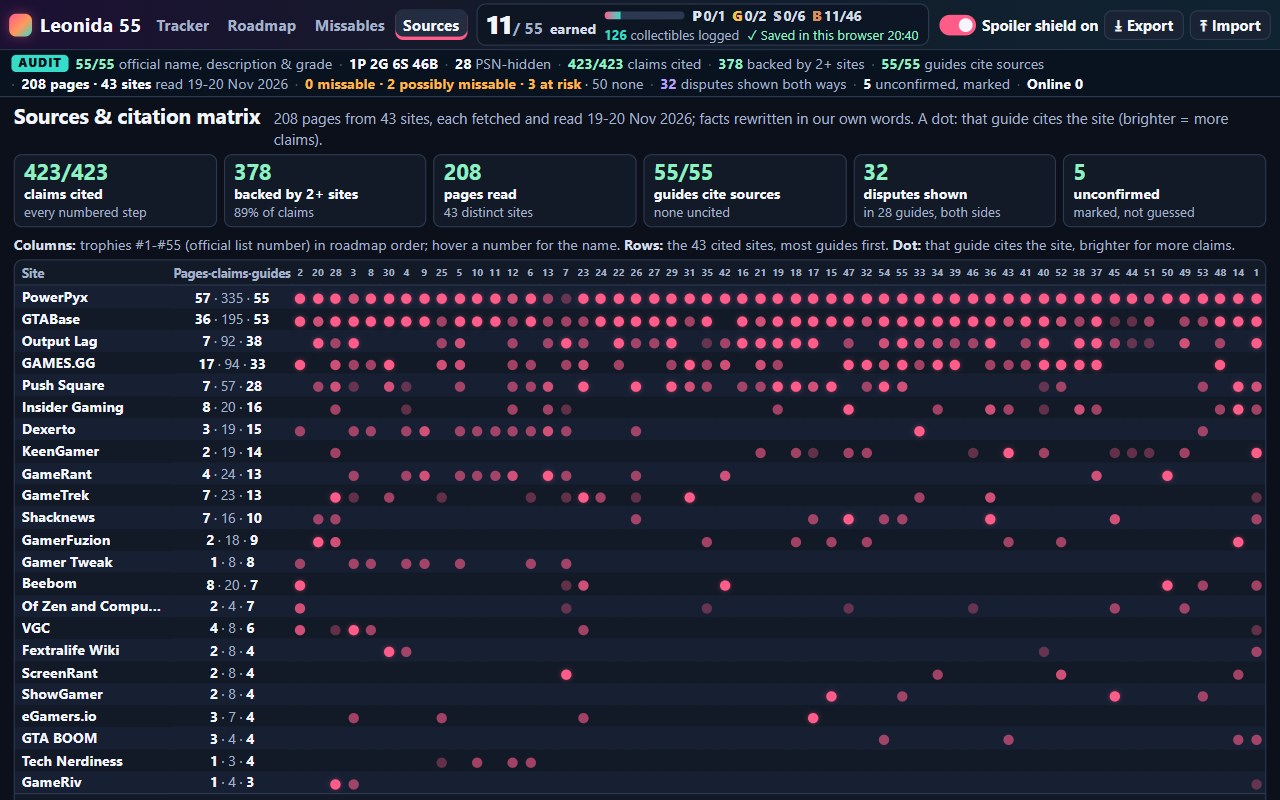 Leonida 55 Tracker Roadmap Missables Sources 11 / 55 earned P0/1 G0/2 S0/6 B11/46 Spoiler shield on Export Import
126 collectibles logged ✓ Saved in this browser 20:40
AUDIT 55/55 official name, description & grade · 1P 2G 6S 46B · 28 PSN-hidden · 423/423 claims cited · 378 backed by 2+ sites · 55/55 guides cite sources
· 208 pages · 43 sites read 19-20 Nov 2026 · 0 missable · 2 possibly missable · 3 at risk · 50 none · 32 disputes shown both ways · 5 unconfirmed, marked · Online 0
Sources & citation matrix 208 pages from 43 sites, each fetched and read 19-20 Nov 2026; facts rewritten in our own words. A dot: that guide cites the site (brighter = more
claims).
423/423 378 208 55/55 32 5
claims cited backed by 2+ sites pages read guides cite sources disputes shown unconfirmed
every numbered step 89% of claims 43 distinct sites none uncited in 28 guides, both sides marked, not guessed
Columns: trophies #1-#55 (official list number) in roadmap order; hover a number for the name. Rows: the 43 cited sites, most guides first. Dot: that guide cites the site, brighter for more claims.
Site Pages·claims·guides 2 20 28 3 8 30 4 9 25 5 10 11 12 6 13 7 23 24 22 26 27 29 31 35 42 16 21 19 18 17 15 47 32 54 55 33 34 39 46 36 43 41 40 52 38 37 45 44 51 50 49 53 48 14 1
PowerPyx 57 · 335 · 55
GTABase 36 · 195 · 53
Output Lag 7 · 92 · 38
GAMES.GG 17 · 94 · 33
Push Square 7 · 57 · 28
Insider Gaming 8 · 20 · 16
Dexerto 3 · 19 · 15
KeenGamer 2 · 19 · 14
GameRant 4 · 24 · 13
GameTrek 7 · 23 · 13
Shacknews 7 · 16 · 10
GamerFuzion 2 · 18 · 9
Gamer Tweak 1 · 8 · 8
Beebom 8 · 20 · 7
Of Zen and Compu... 2 · 4 · 7
VGC 4 · 8 · 6
Fextralife Wiki 2 · 8 · 4
ScreenRant 2 · 8 · 4
ShowGamer 2 · 8 · 4
eGamers.io 3 · 7 · 4
GTA BOOM 3 · 4 · 4
Tech Nerdiness 1 · 3 · 4
GameRiv 1 · 4 · 3